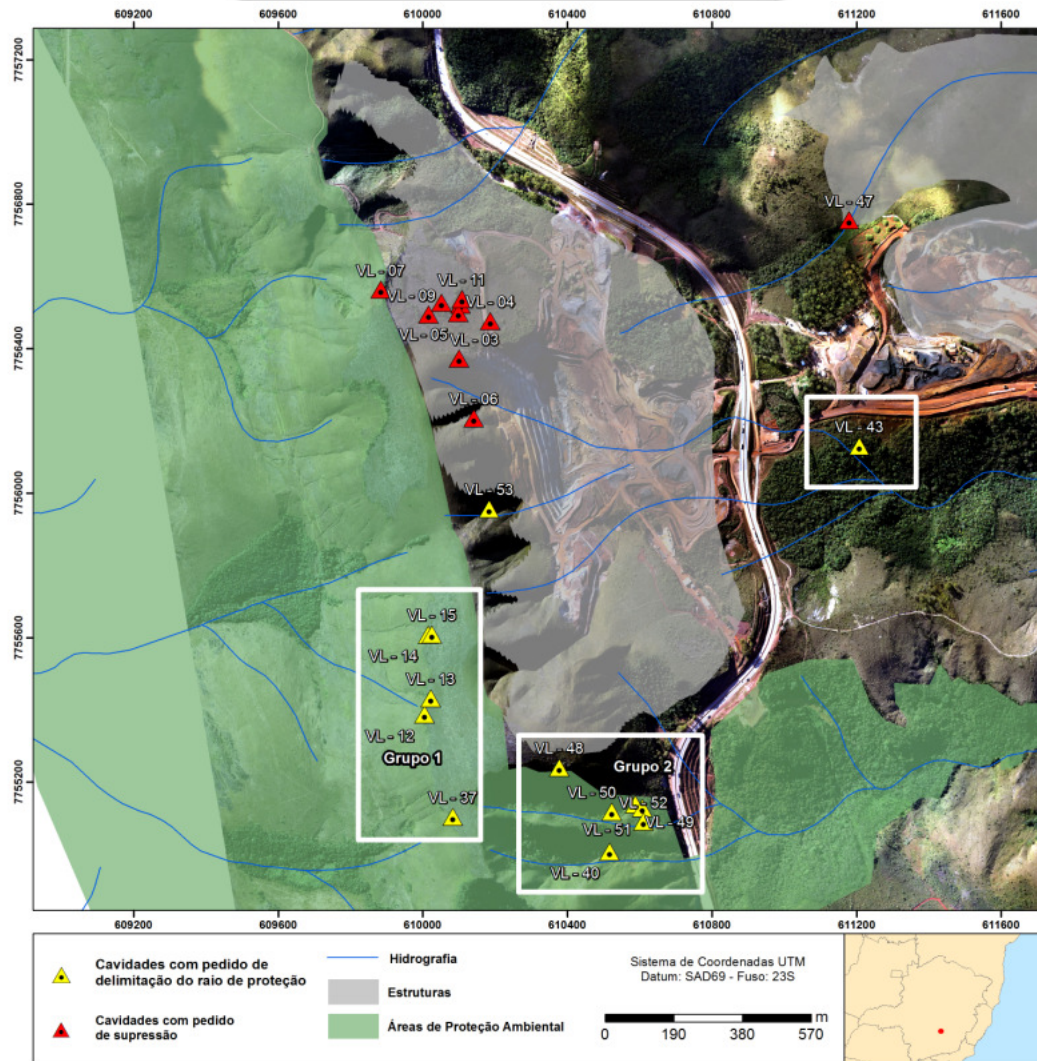 609200 609600 610000 610400 610800 611200 611600
7757200
7756800
7756400
7756000
7755600
7755200
VL - 47
VL - 07
VL - 11
VL - 09
VL - 04
VL - 05
VL - 03
VL - 06
VL - 43
VL - 53
VL - 15
VL - 14
VL - 13
VL - 12
Grupo 1
VL - 37
VL - 48
Grupo 2
VL - 50
VL - 52
VL - 49
VL - 51
VL - 40
609200 609600 610000 610400 610800 611200 611600
Cavidades com pedido de
delimitação do raio de proteção
Cavidades com pedido
de supressão
Hidrografia
Estruturas
Áreas de Proteção Ambiental
Sistema de Coordenadas UTM
Datum: SAD69 - Fuso: 23S
m
0 190 380 570